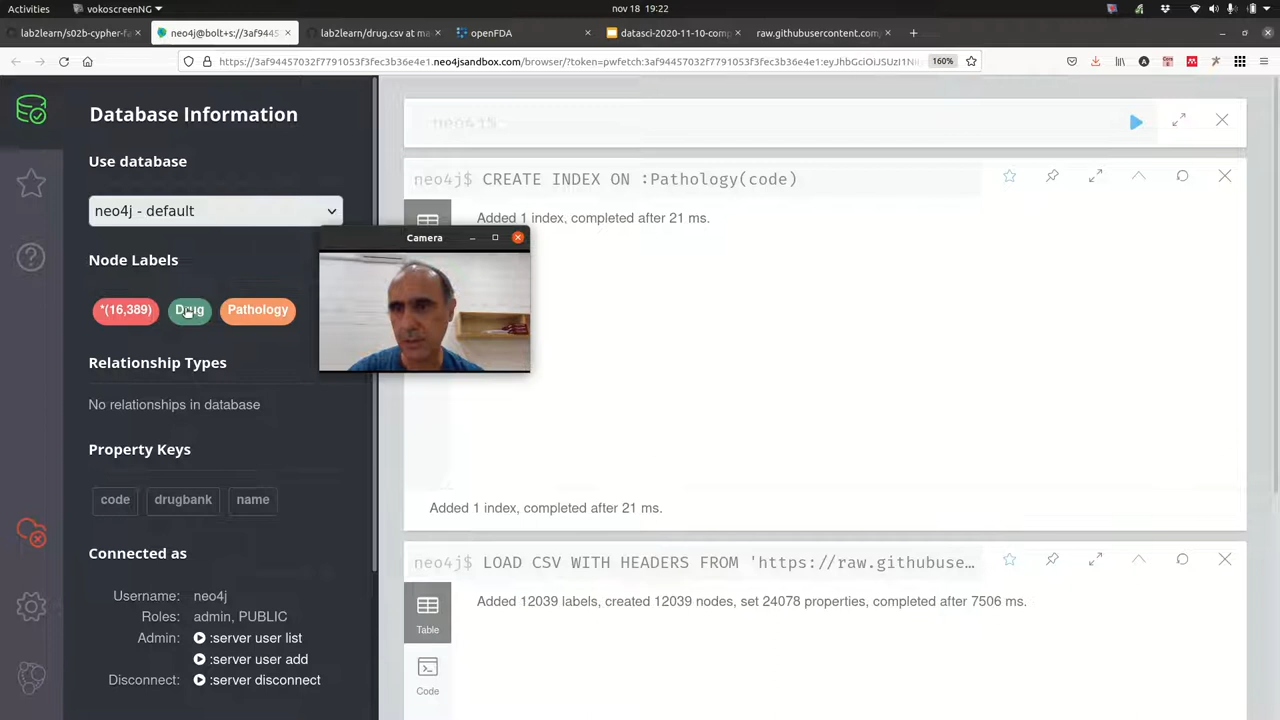 Activities
vokoscreenNG
nov 18 19:22
lab2learn/s02b-cypher-fa
neo4j@bolt+s://3af9445
lab2learn/drug.csv at ma
openFDA
datasci-2020-11-10-comp
raw.githubusercontent.com
https://3af94457032f7791053f3fec3b36e4e1.neo4jsandbox.com/browser/?token=pwfetch:3af94457032f7791053f3fec3b36e4e1:eyJhbGciOiJSUzI1N
160%
Database Information
Use database
neo4j - default
Node Labels
*(16,389)
Drug
Pathology
Relationship Types
No relationships in database
Property Keys
code
drugbank
name
Connected as
Username: neo4j
Roles: admin, PUBLIC
Admin: :server user list
:server user add
Disconnect: :server disconnect
Camera
neo4j$
neo4j$ CREATE INDEX ON :Pathology(code)
Added 1 index, completed after 21 ms.
Added 1 index, completed after 21 ms.
neo4j$ LOAD CSV WITH HEADERS FROM 'https://raw.githubuse…
Added 12039 labels, created 12039 nodes, set 24078 properties, completed after 7506 ms.
Table
Code